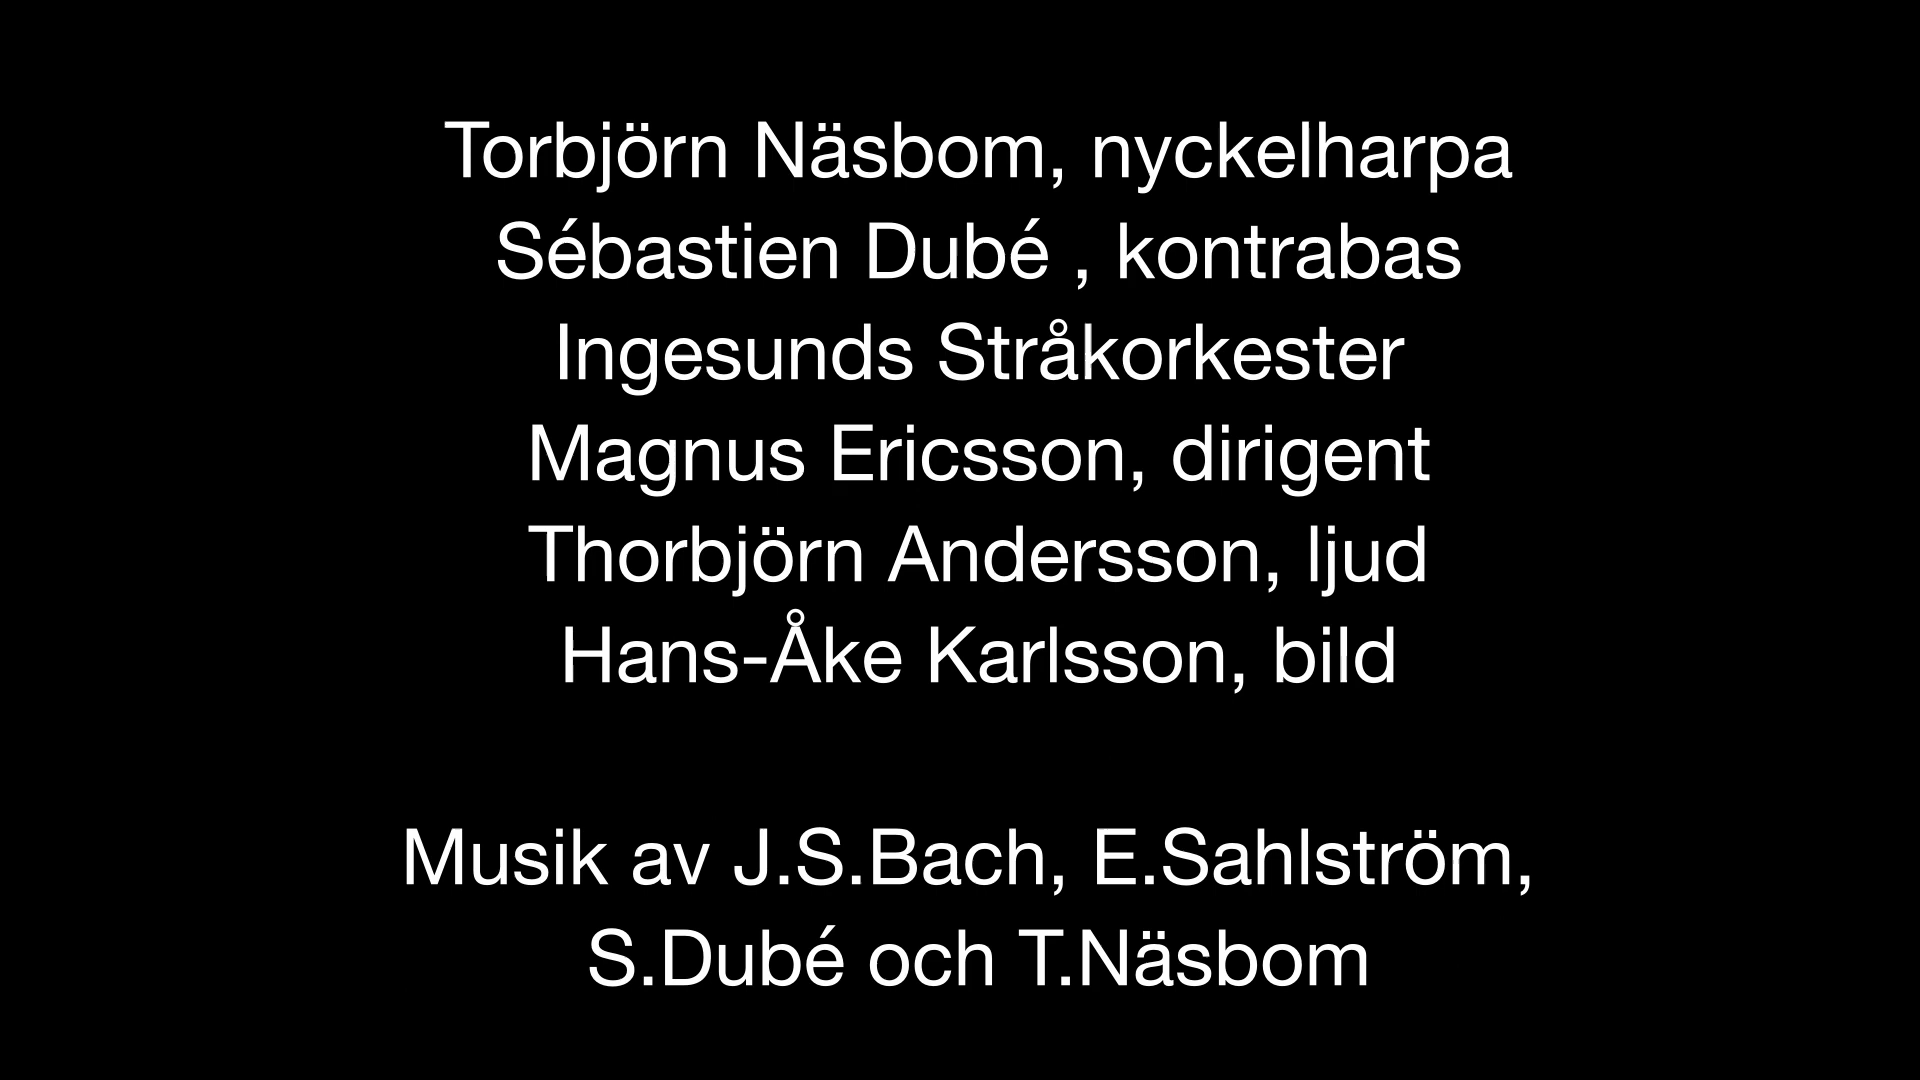 Torbjörn Näsbom, nyckelharpa
Sébastien Dubé , kontrabas
Ingesunds Stråkorkester
Magnus Ericsson, dirigent
Thorbjörn Andersson, ljud
Hans-Åke Karlsson, bild
Musik av J.S.Bach, E.Sahlström,
S.Dubé och T.Näsbom